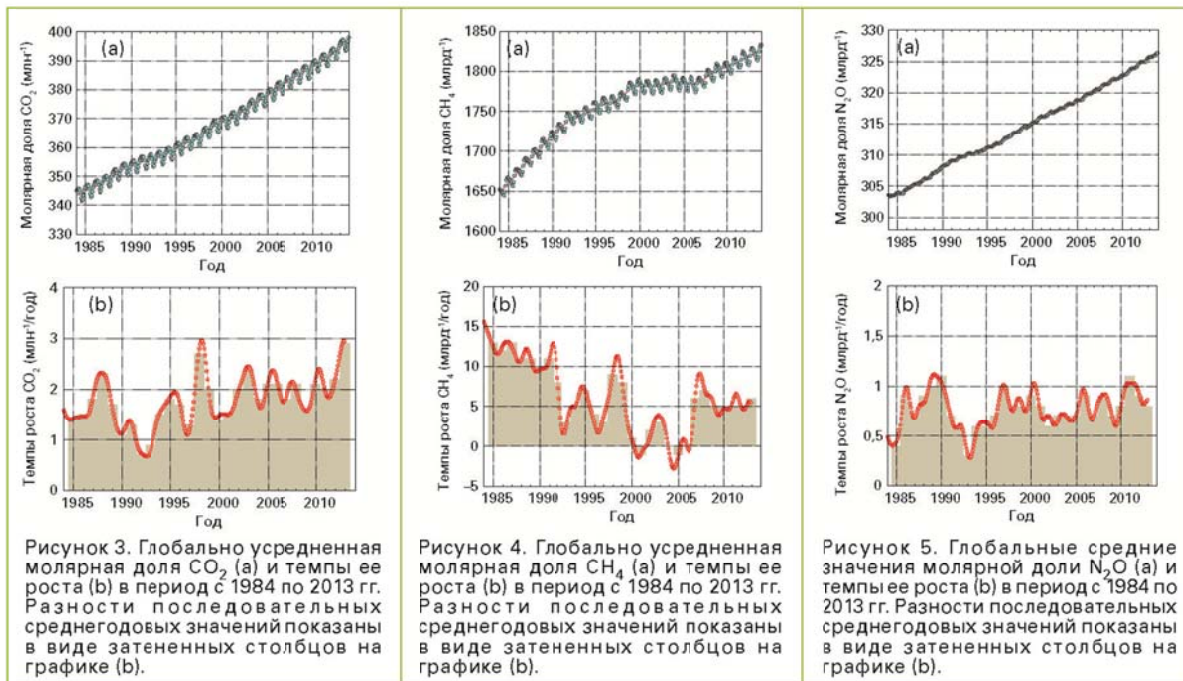 (a)
Молярная доля CO₂ (млн⁻¹)
400
390
380
370
360
350
340
330
1985 1990 1995 2000 2005 2010
Год
(b)
Темпы роста CO₂ (млн⁻¹/год)
4
3
2
1
0
1985 1990 1995 2000 2005 2010
Год
Рисунок 3. Глобально усредненная
молярная доля CO₂ (a) и темпы ее
роста (b) в период с 1984 по 2013 гг.
Разности последовательных
среднегодовых значений показаны
в виде затененных столбцов на
графике (b).
(a)
Молярная доля CH₄ (млрд⁻¹)
1850
1800
1750
1700
1650
1600
1985 1990 1995 2000 2005 2010
Год
(b)
Темпы роста CH₄ (млрд⁻¹/год)
20
15
10
5
0
−5
1985 1990 1995 2000 2005 2010
Год
Рисунок 4. Глобально усредненная
молярная доля CH₄ (a) и темпы ее
роста (b) в период с 1984 по 2013 гг.
Разности последовательных
среднегодовых значений показаны
в виде затененных столбцов на
графике (b).
(a)
Молярная доля N₂O (млрд⁻¹)
330
325
320
315
310
305
300
1985 1990 1995 2000 2005 2010
Год
(b)
Темпы роста N₂O (млрд⁻¹/год)
2
1,5
1
0,5
0
1985 1990 1995 2000 2005 2010
Год
Рисунок 5. Глобальные средние
значения молярной доли N₂O (a) и
темпы ее роста (b) в период с 1984 по
2013 гг. Разности последовательных
среднегодовых значений показаны
в виде затененных столбцов на
графике (b).